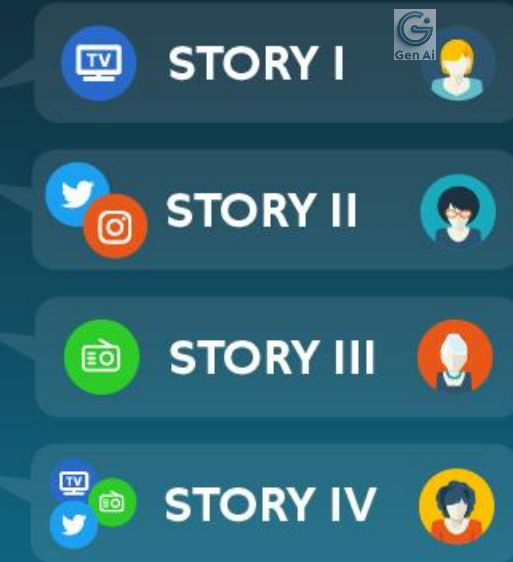 TV STORY I
Gen Ai
STORY II
STORY III
TV
STORY IV